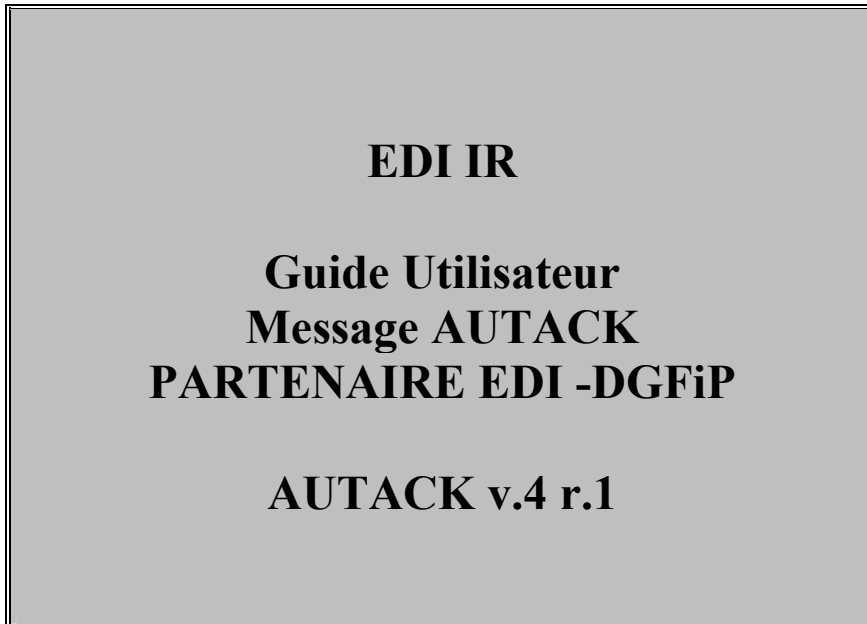 EDI IR
Guide Utilisateur
Message AUTACK
PARTENAIRE EDI -DGFiP
AUTACK v.4 r.1